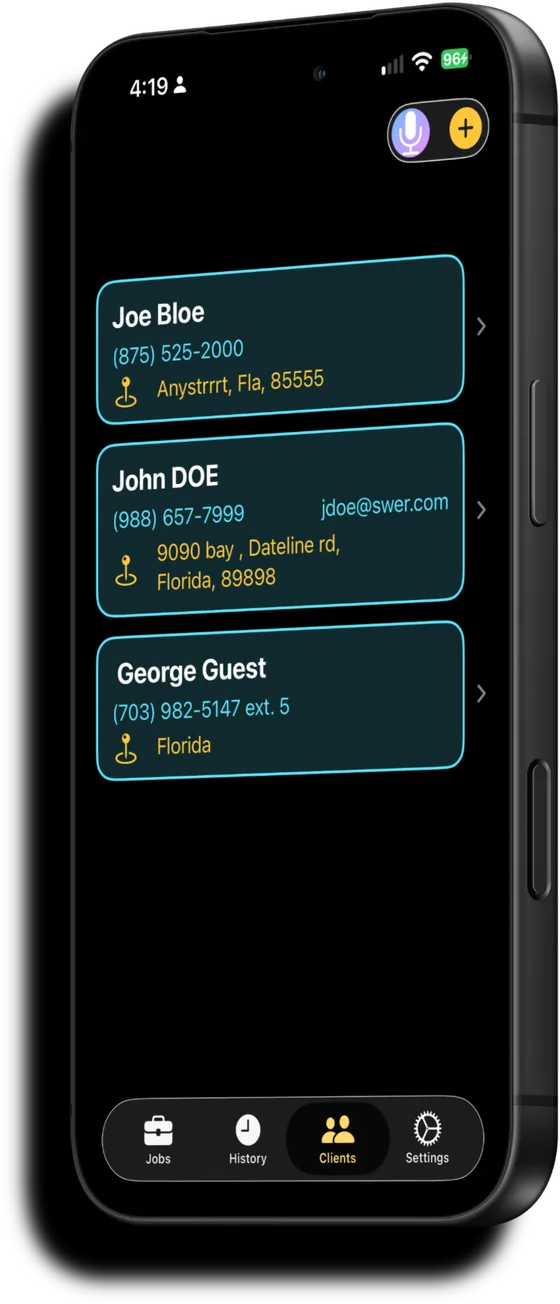 4:19
96
Joe Bloe
(875) 525-2000
Anystrrrt, Fla, 85555
John DOE
(988) 657-7999 jdoe@swer.com
9090 bay , Dateline rd,
Florida, 89898
George Guest
(703) 982-5147 ext. 5
Florida
Jobs History Clients Settings